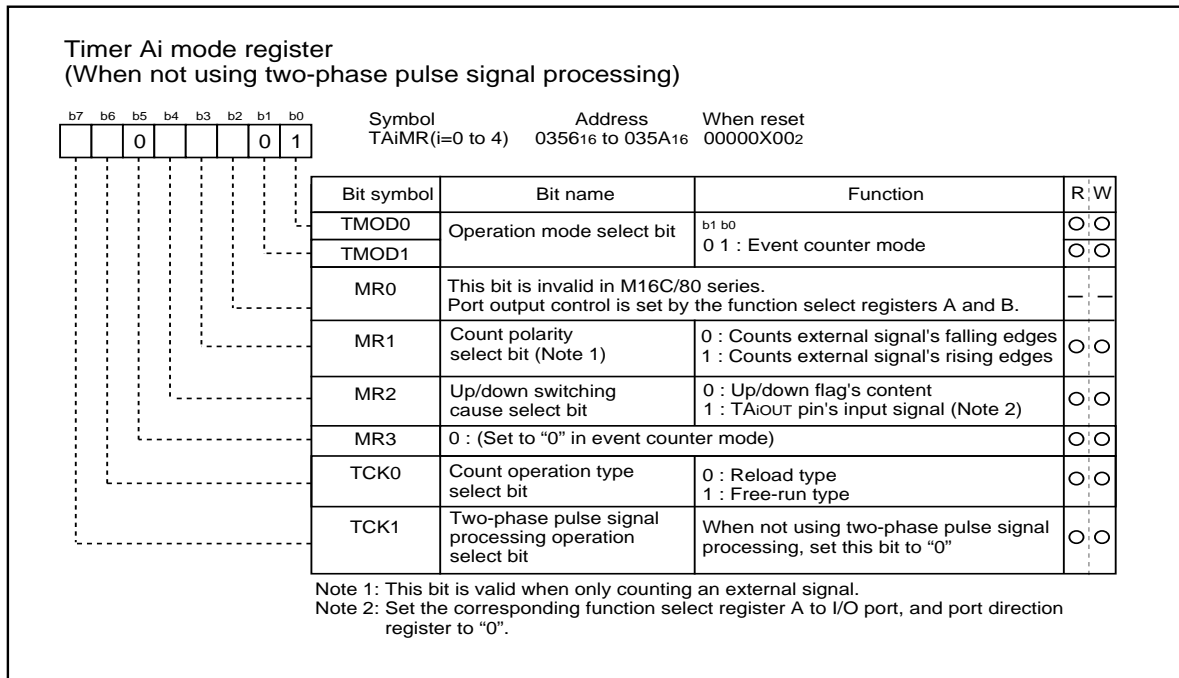 Timer Ai mode register
(When not using two-phase pulse signal processing)
b7 b6 b5 b4 b3 b2 b1 b0
0 0 1
Symbol Address When reset
TAiMR(i=0 to 4) 035616 to 035A16 00000X002
Bit symbol Bit name Function R W
TMOD0
TMOD1
Operation mode select bit
b1 b0
0 1 : Event counter mode
MR0
This bit is invalid in M16C/80 series.
Port output control is set by the function select registers A and B.
MR1
Count polarity
select bit (Note 1)
0 : Counts external signal's falling edges
1 : Counts external signal's rising edges
MR2
Up/down switching
cause select bit
0 : Up/down flag's content
1 : TAiOUT pin's input signal (Note 2)
MR3
0 : (Set to “0” in event counter mode)
TCK0
Count operation type
select bit
0 : Reload type
1 : Free-run type
TCK1
Two-phase pulse signal
processing operation
select bit
When not using two-phase pulse signal
processing, set this bit to “0”
Note 1: This bit is valid when only counting an external signal.
Note 2: Set the corresponding function select register A to I/O port, and port direction
register to “0”.